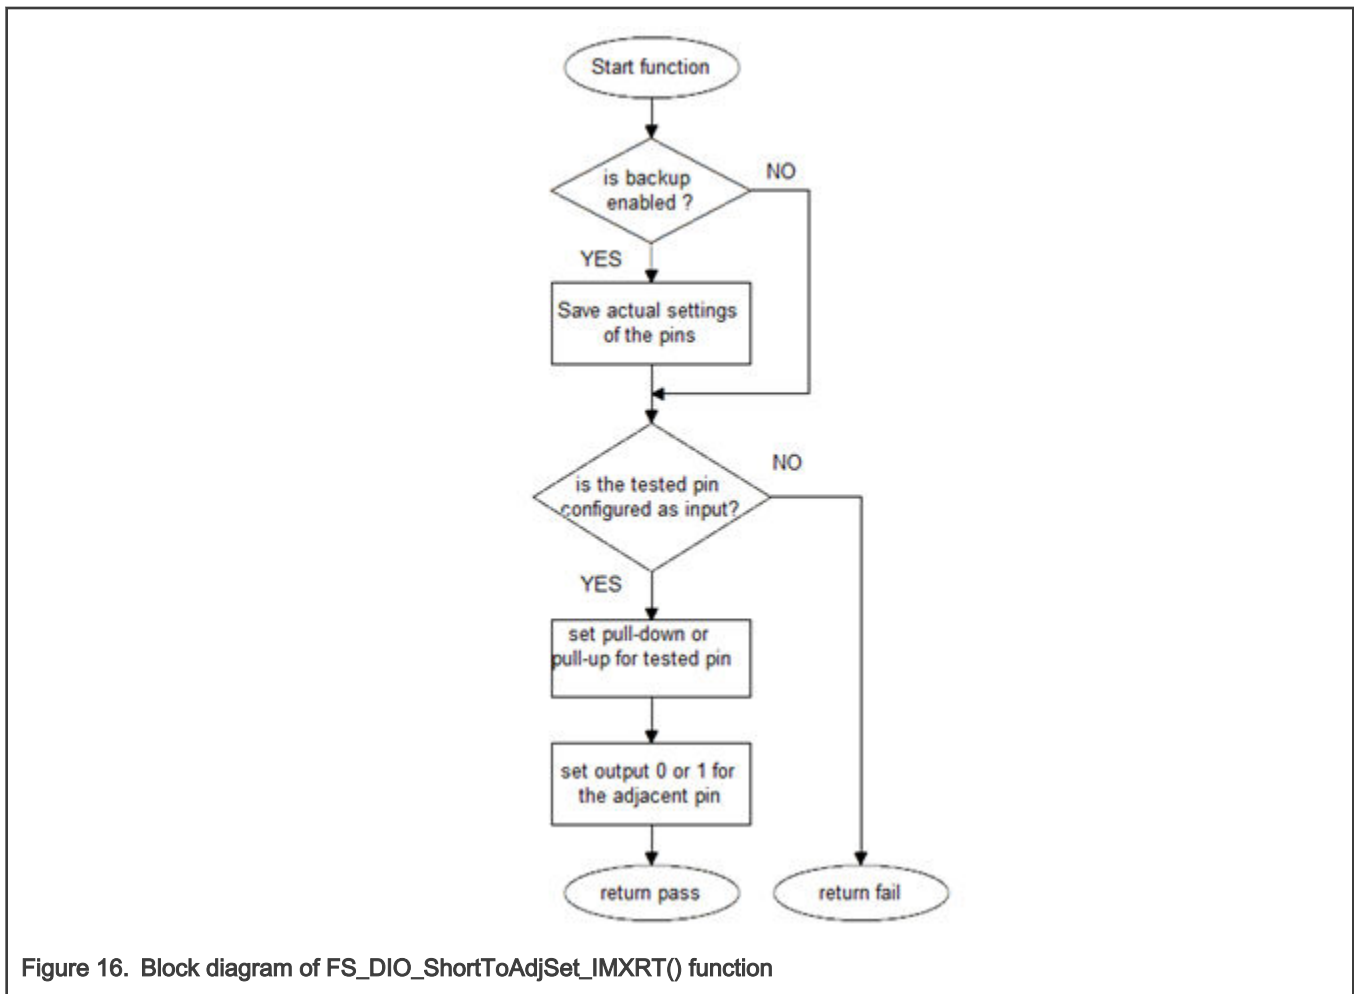 Start function
is backup
enabled ?
NO
YES
Save actual settings
of the pins
is the tested pin
configured as input?
NO
YES
set pull-down or
pull-up for tested pin
set output 0 or 1 for
the adjacent pin
return pass
return fail
Figure 16. Block diagram of FS_DIO_ShortToAdjSet_IMXRT() function